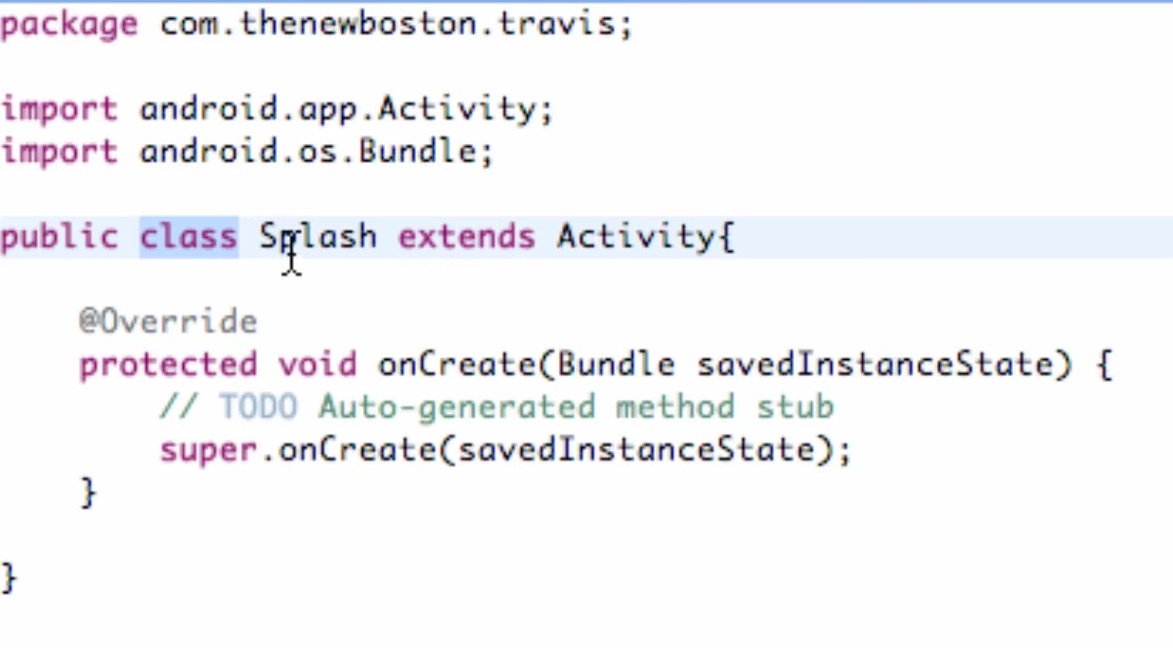 package com.thenewboston.travis;
import android.app.Activity;
import android.os.Bundle;
public class Splash extends Activity{
@Override
protected void onCreate(Bundle savedInstanceState) {
// TODO Auto-generated method stub
super.onCreate(savedInstanceState);
}
}